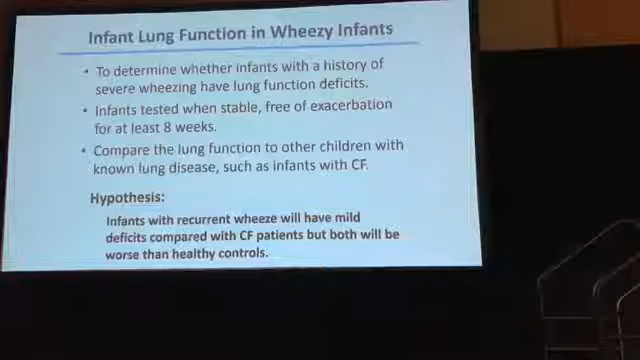 Infant Lung Function in Wheezy Infants
• To determine whether infants with a history of
severe wheezing have lung function deficits.
• Infants tested when stable, free of exacerbation
for at least 8 weeks.
• Compare the lung function to other children with
known lung disease, such as infants with CF.
Hypothesis:
Infants with recurrent wheeze will have mild
deficits compared with CF patients but both will be
worse than healthy controls.